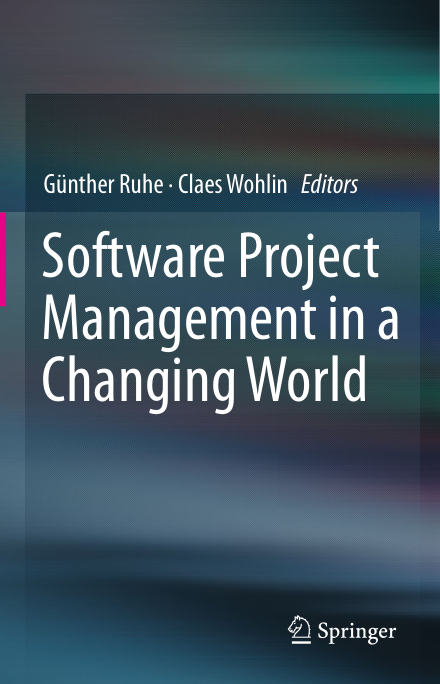 Günther Ruhe · Claes Wohlin Editors
Software Project
Management in a
Changing World
Springer